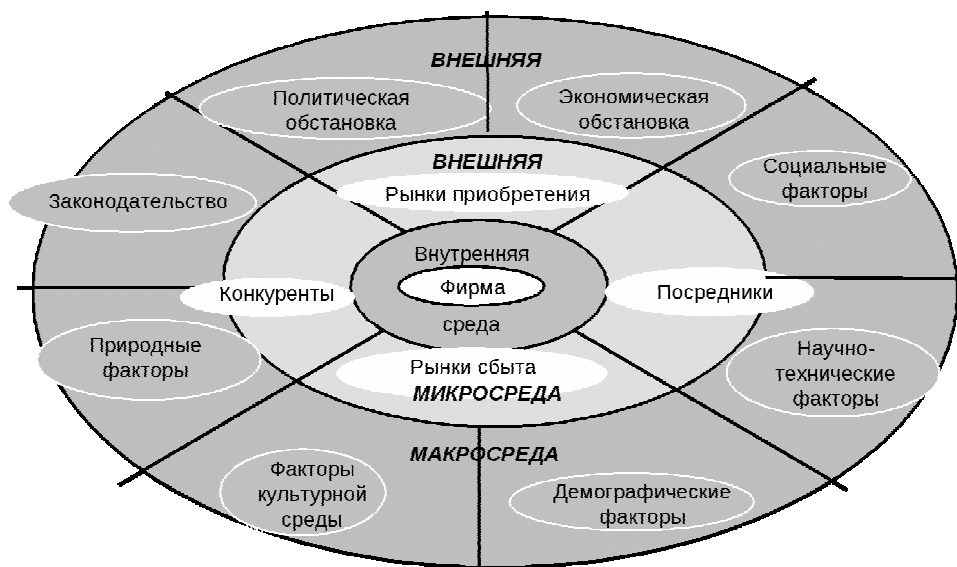 ВНЕШНЯЯ
Политическая
обстановка
Экономическая
обстановка
ВНЕШНЯЯ
Рынки приобретения
Социальные
факторы
Законодательство
Внутренняя
Фирма
среда
Конкуренты
Посредники
Природные
факторы
Рынки сбыта
МИКРОСРЕДА
Научно-
технические
факторы
МАКРОСРЕДА
Факторы
культурной
среды
Демографические
факторы